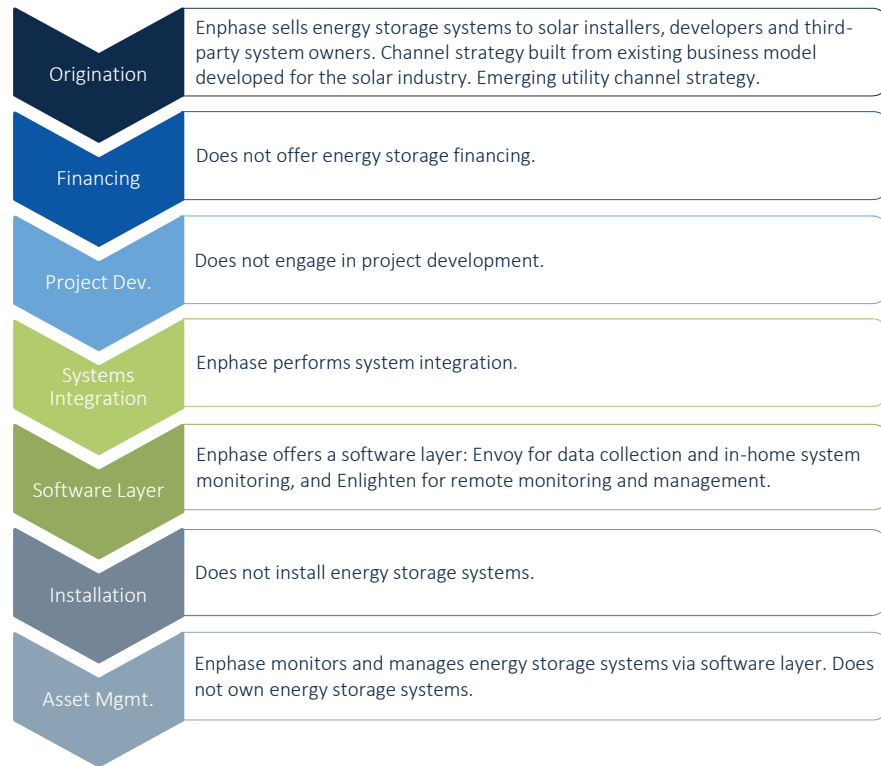 Origination
Enphase sells energy storage systems to solar installers, developers and third-
party system owners. Channel strategy built from existing business model
developed for the solar industry. Emerging utility channel strategy.
Financing
Does not offer energy storage financing.
Project Dev.
Does not engage in project development.
Systems
Integration
Enphase performs system integration.
Software Layer
Enphase offers a software layer: Envoy for data collection and in-home system
monitoring, and Enlighten for remote monitoring and management.
Installation
Does not install energy storage systems.
Asset Mgmt.
Enphase monitors and manages energy storage systems via software layer. Does
not own energy storage systems.